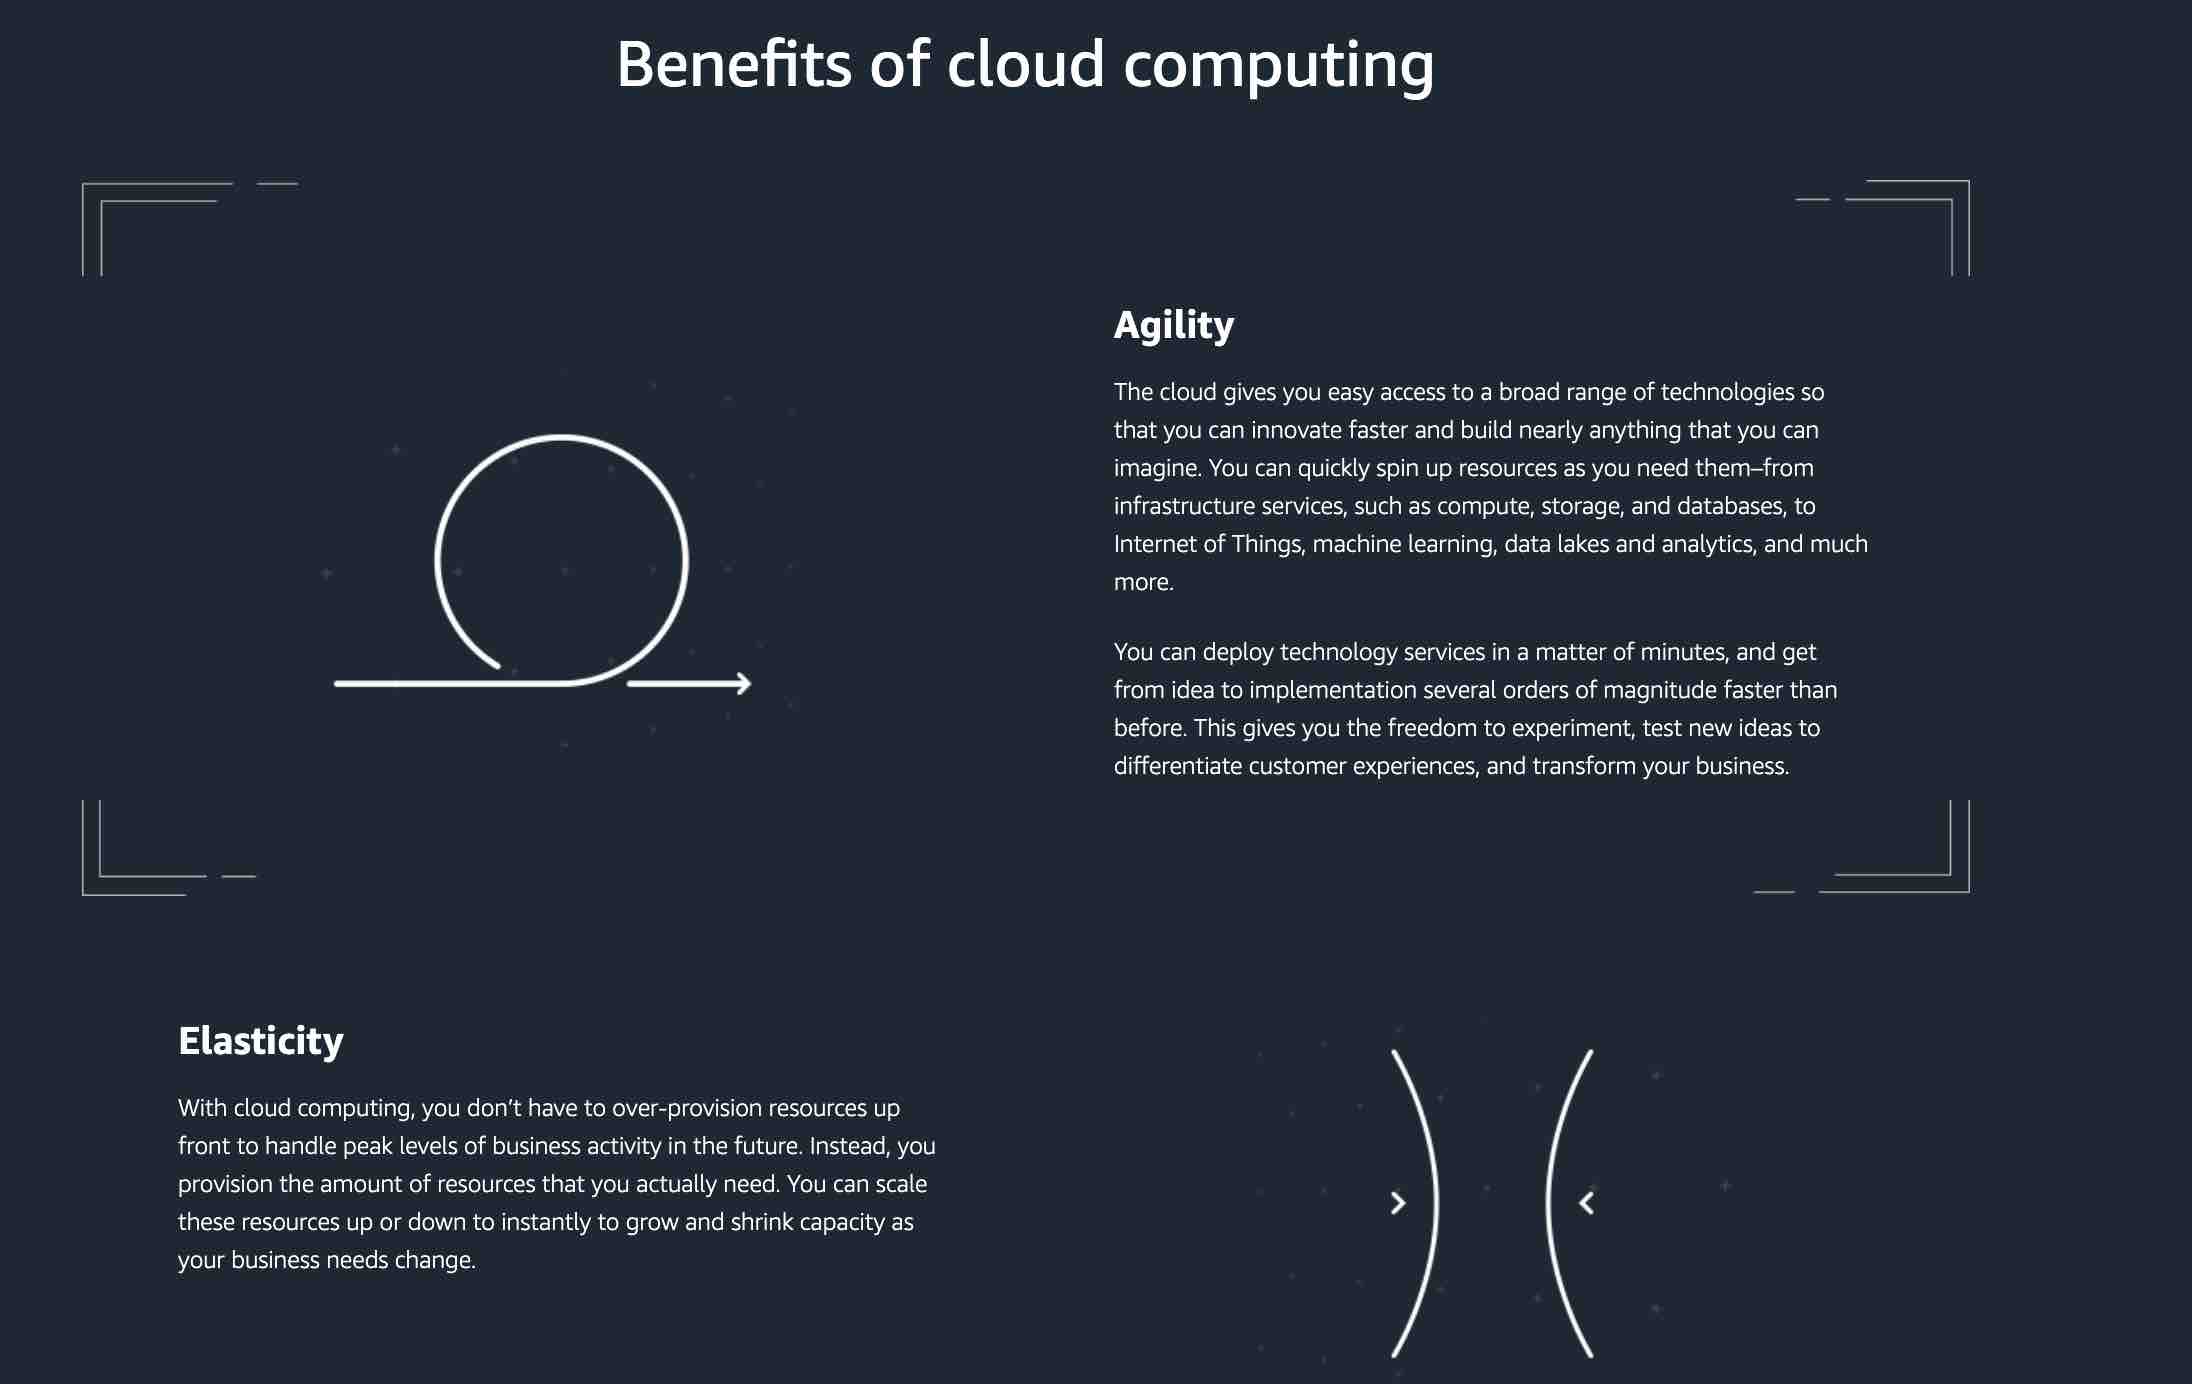 Benefits of cloud computing
Agility
The cloud gives you easy access to a broad range of technologies so
that you can innovate faster and build nearly anything that you can
imagine. You can quickly spin up resources as you need them–from
infrastructure services, such as compute, storage, and databases, to
Internet of Things, machine learning, data lakes and analytics, and much
more.
You can deploy technology services in a matter of minutes, and get
from idea to implementation several orders of magnitude faster than
before. This gives you the freedom to experiment, test new ideas to
differentiate customer experiences, and transform your business.
Elasticity
With cloud computing, you don’t have to over-provision resources up
front to handle peak levels of business activity in the future. Instead, you
provision the amount of resources that you actually need. You can scale
these resources up or down to instantly to grow and shrink capacity as
your business needs change.